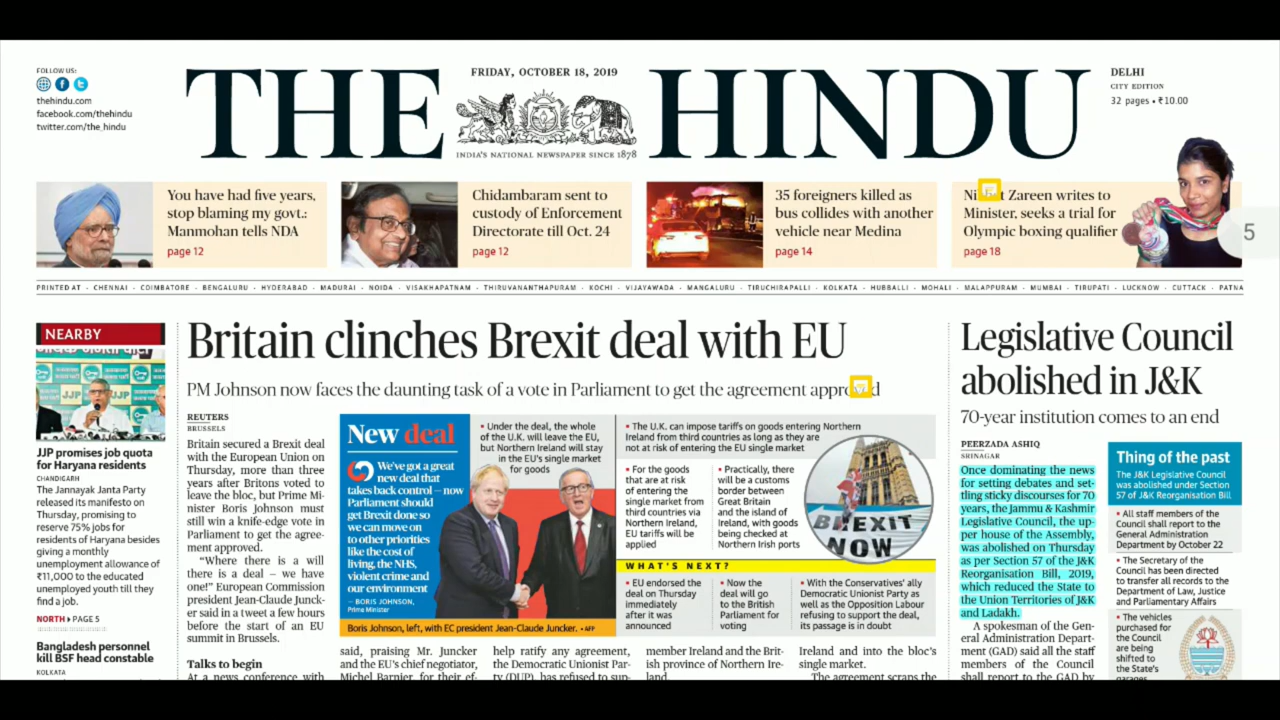 FOLLOW US:
thehindu.com
facebook.com/thehindu
twitter.com/the_hindu
THE HINDU
FRIDAY, OCTOBER 18, 2019
INDIA'S NATIONAL NEWSPAPER SINCE 1878
DELHI
CITY EDITION
32 pages • ₹10.00
You have had five years,
stop blaming my govt.:
Manmohan tells NDA
page 12
Chidambaram sent to
custody of Enforcement
Directorate till Oct. 24
page 12
35 foreigners killed as
bus collides with another
vehicle near Medina
page 14
Zareen writes to
Minister, seeks a trial for
Olympic boxing qualifier
page 18
5
PRINTED AT • CHENNAI • COIMBATORE • BENGALURU • HYDERABAD • MADURAI • NOIDA • VISAKHAPATNAM • THIRUVANANTHAPURAM • KOCHI • VIJAYAWADA • MANGALURU • TIRUCHIRAPALLI • KOLKATA • HUBBALLI • MOHALI • MALAPPURAM • MUMBAI • TIRUPATI • LUCKNOW • CUTTACK • PATNA
NEARBY
JJP
JJP promises job quota
for Haryana residents
CHANDIGARH
The Jannayak Janta Party
released its manifesto on
Thursday, promising to
reserve 75% jobs for
residents of Haryana besides
giving a monthly
unemployment allowance of
₹11,000 to the educated
unemployed youth till they
find a job.
NORTH ▶ PAGE 5
Bangladesh personnel
kill BSF head constable
KOLKATA
Britain clinches Brexit deal with EU
PM Johnson now faces the daunting task of a vote in Parliament to get the agreement
REUTERS
BRUSSELS
Britain secured a Brexit deal
with the European Union on
Thursday, more than three
years after Britons voted to
leave the bloc, but Prime Mi-
nister Boris Johnson must
still win a knife-edge vote in
Parliament to get the agree-
ment approved.
"Where there is a will
there is a deal – we have
one!" European Commission
president Jean-Claude Junck-
er said in a tweet a few hours
before the start of an EU
summit in Brussels.
Talks to begin
At a news conference with
New deal
We've got a great
new deal that
takes back control — now
Parliament should
get Brexit done so
we can move on
to other priorities
like the cost of
living, the NHS,
violent crime and
our environment
— BORIS JOHNSON,
Prime Minister
• Under the deal, the whole
of the U.K. will leave the EU,
but Northern Ireland will stay
in the EU's single market
for goods
Boris Johnson, left, with EC president Jean-Claude Juncker. • AFP
• The U.K. can impose tariffs on goods entering Northern
Ireland from third countries as long as they are
not at risk of entering the EU single market
• For the goods
that are at risk
of entering the
single market from
third countries via
Northern Ireland,
EU tariffs will be
applied
• Practically, there
will be a customs
border between
Great Britain
and the island of
Ireland, with goods
being checked at
Northern Irish ports
BREXIT
NOW
WHAT'S NEXT?
• EU endorsed the
deal on Thursday
immediately
after it was
announced
• Now the
deal will go
to the British
Parliament for
voting
• With the Conservatives' ally
Democratic Unionist Party as
well as the Opposition Labour
refusing to support the deal,
its passage is in doubt
said, praising Mr. Juncker
and the EU's chief negotiator,
Michel Barnier, for their ef-
help ratify any agreement,
the Democratic Unionist Par-
ty (DUP), has refused to sup-
member Ireland and the Brit-
ish province of Northern Ire-
land.
Ireland and into the bloc's
single market.
The agreement scraps the
Legislative Council
abolished in J&K
70-year institution comes to an end
PEERZADA ASHIQ
SRINAGAR
Once dominating the news
for setting debates and set-
tling sticky discourses for 70
years, the Jammu & Kashmir
Legislative Council, the up-
per house of the Assembly,
was abolished on Thursday
as per Section 57 of the J&K
Reorganisation Bill, 2019,
which reduced the State to
the Union Territories of J&K
and Ladakh.
A spokesman of the Gen-
eral Administration Depart-
ment (GAD) said all the staff
members of the Council
shall report to the GAD by
Thing of the past
The J&K Legislative Council
was abolished under Section
57 of J&K Reorganisation Bill
• All staff members of the
Council shall report to the
General Administration
Department by October 22
• The Secretary of the
Council has been directed
to transfer all records to the
Department of Law, Justice
and Parliamentary Affairs
• The vehicles
purchased for
the Council
are being
shifted to
the State's
garages